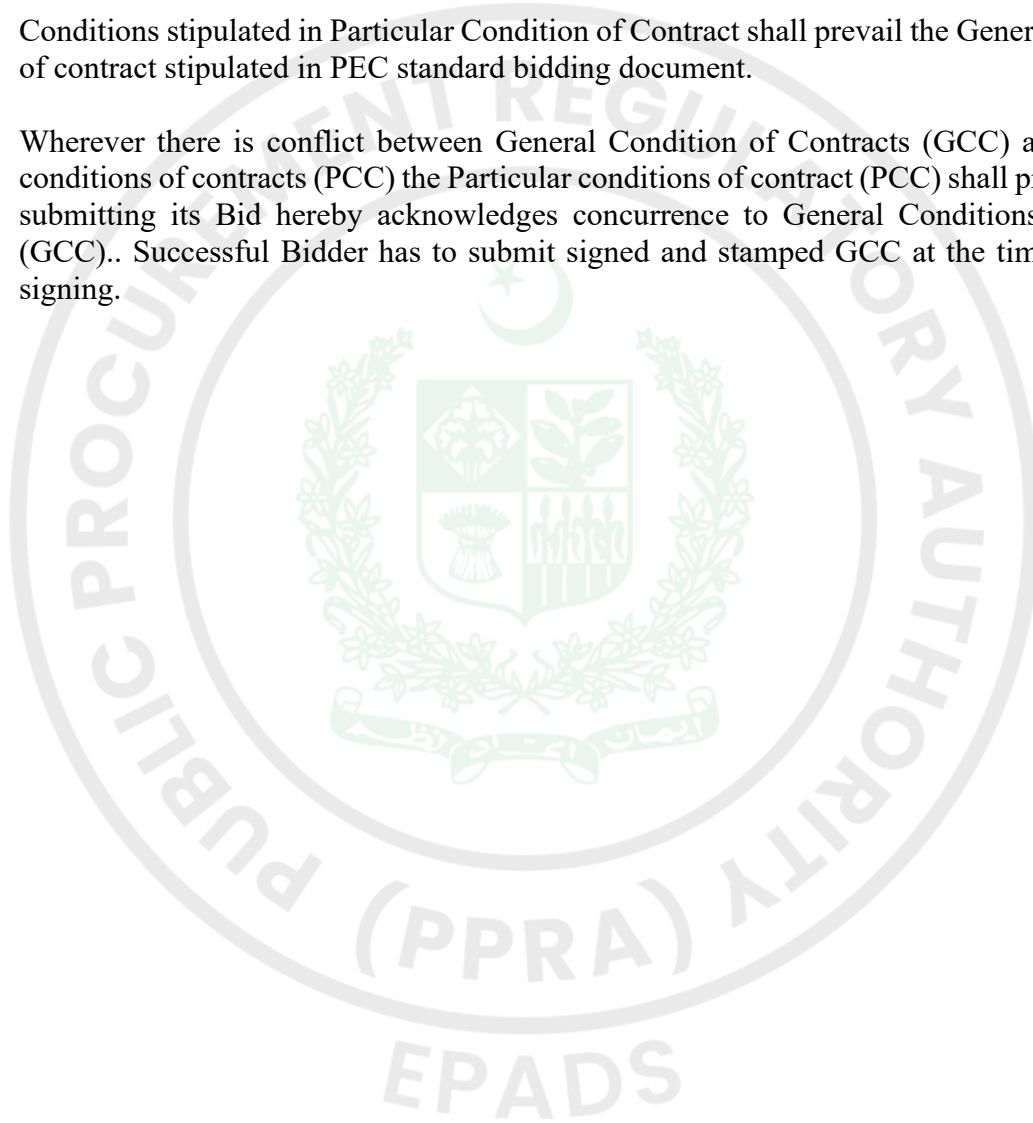 Conditions stipulated in Particular Condition of Contract shall prevail the Gener
of contract stipulated in PEC standard bidding document.
Wherever there is conflict between General Condition of Contracts (GCC) a
conditions of contracts (PCC) the Particular conditions of contract (PCC) shall p
submitting its Bid hereby acknowledges concurrence to General Conditions
(GCC).. Successful Bidder has to submit signed and stamped GCC at the tim
signing.
PUBLIC PROCUREMENT REGULATORY AUTHORITY
(PPRA)
EPADS